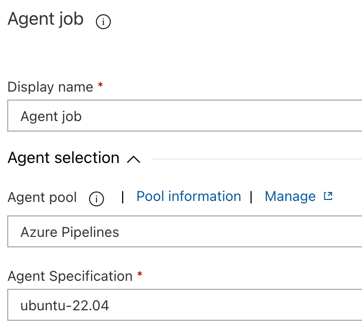 Agent job
Display name *
Agent job
Agent selection
Agent pool | Pool information | Manage
Azure Pipelines
Agent Specification *
ubuntu-22.04